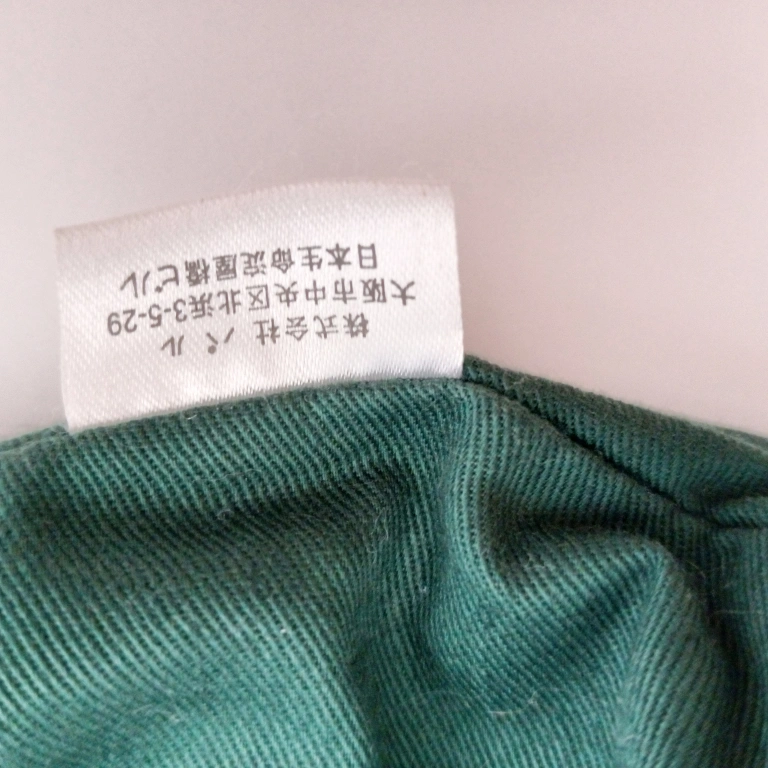 株式会社 パル
大阪市中央区北浜3-5-29
日本生命淀屋橋ビル